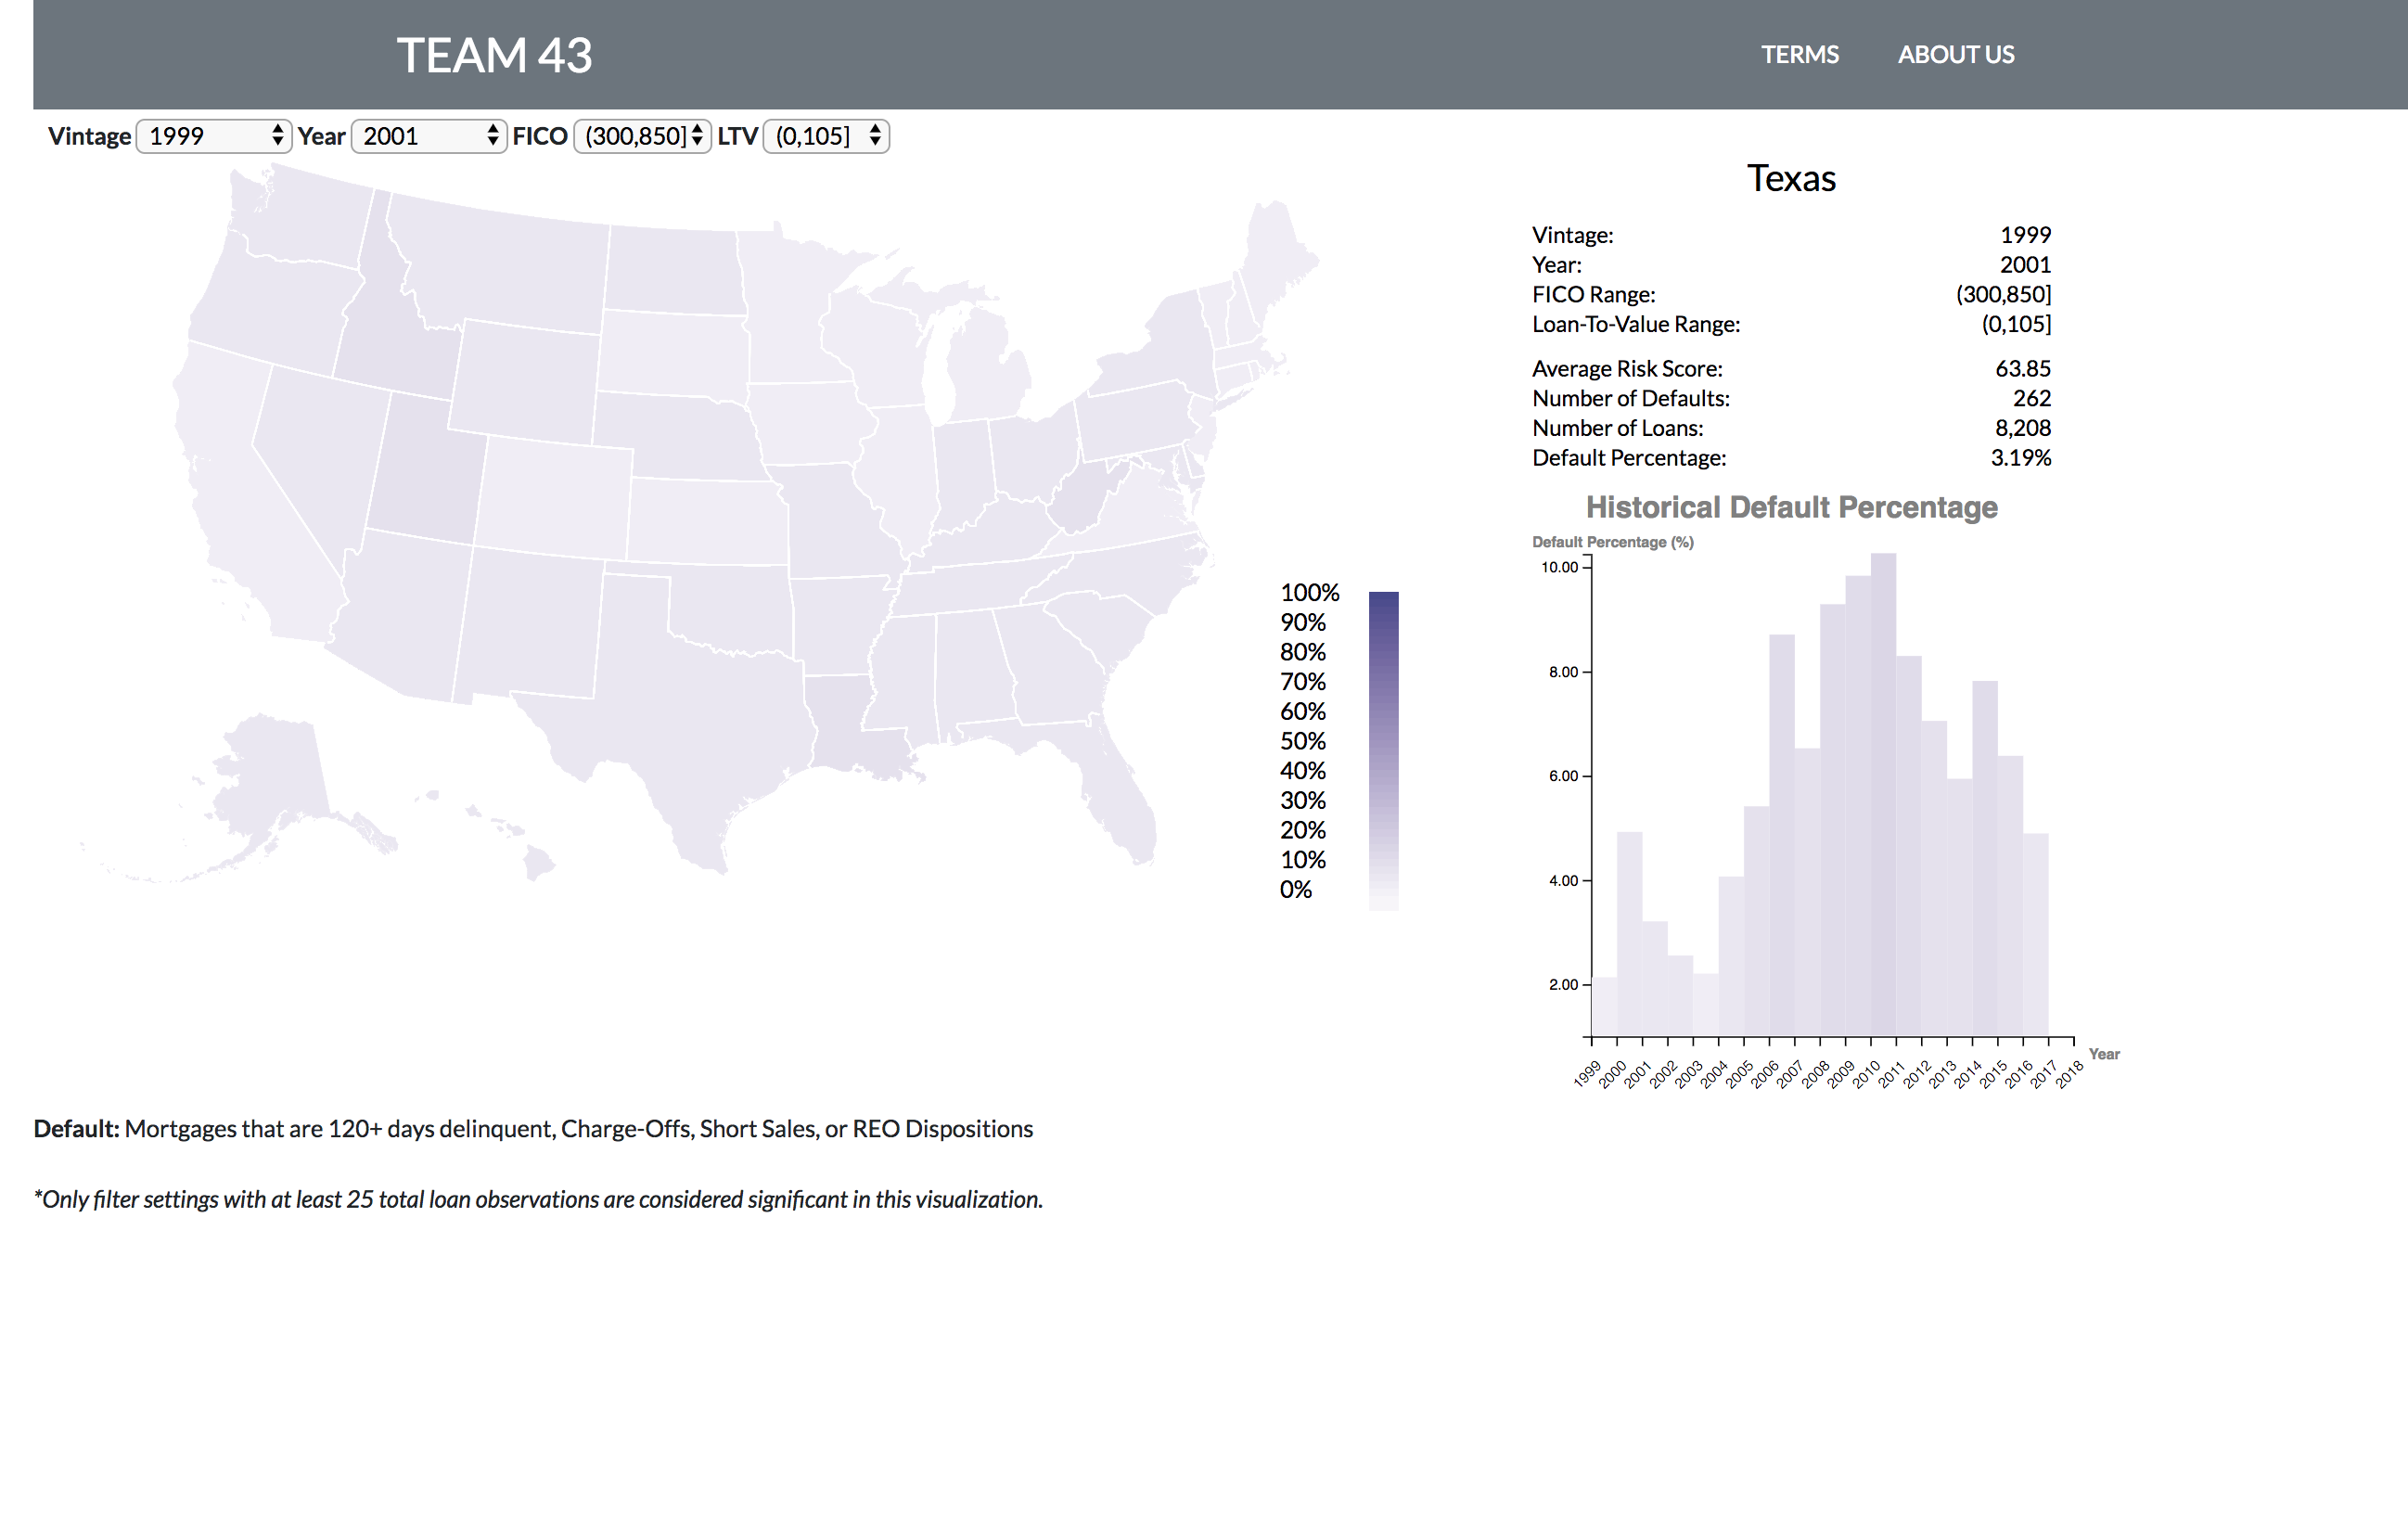 TEAM 43
TERMS ABOUT US
Vintage 1999 Year 2001 FICO (300,850] LTV (0,105]
Texas
Vintage: 1999
Year: 2001
FICO Range: (300,850]
Loan-To-Value Range: (0,105]
Average Risk Score: 63.85
Number of Defaults: 262
Number of Loans: 8,208
Default Percentage: 3.19%
100%
90%
80%
70%
60%
50%
40%
30%
20%
10%
0%
Historical Default Percentage
Default Percentage (%)
10.00
8.00
6.00
4.00
2.00
1999 2000 2001 2002 2003 2004 2005 2006 2007 2008 2009 2010 2011 2012 2013 2014 2015 2016 2017 2018
Year
Default: Mortgages that are 120+ days delinquent, Charge-Offs, Short Sales, or REO Dispositions
*Only filter settings with at least 25 total loan observations are considered significant in this visualization.